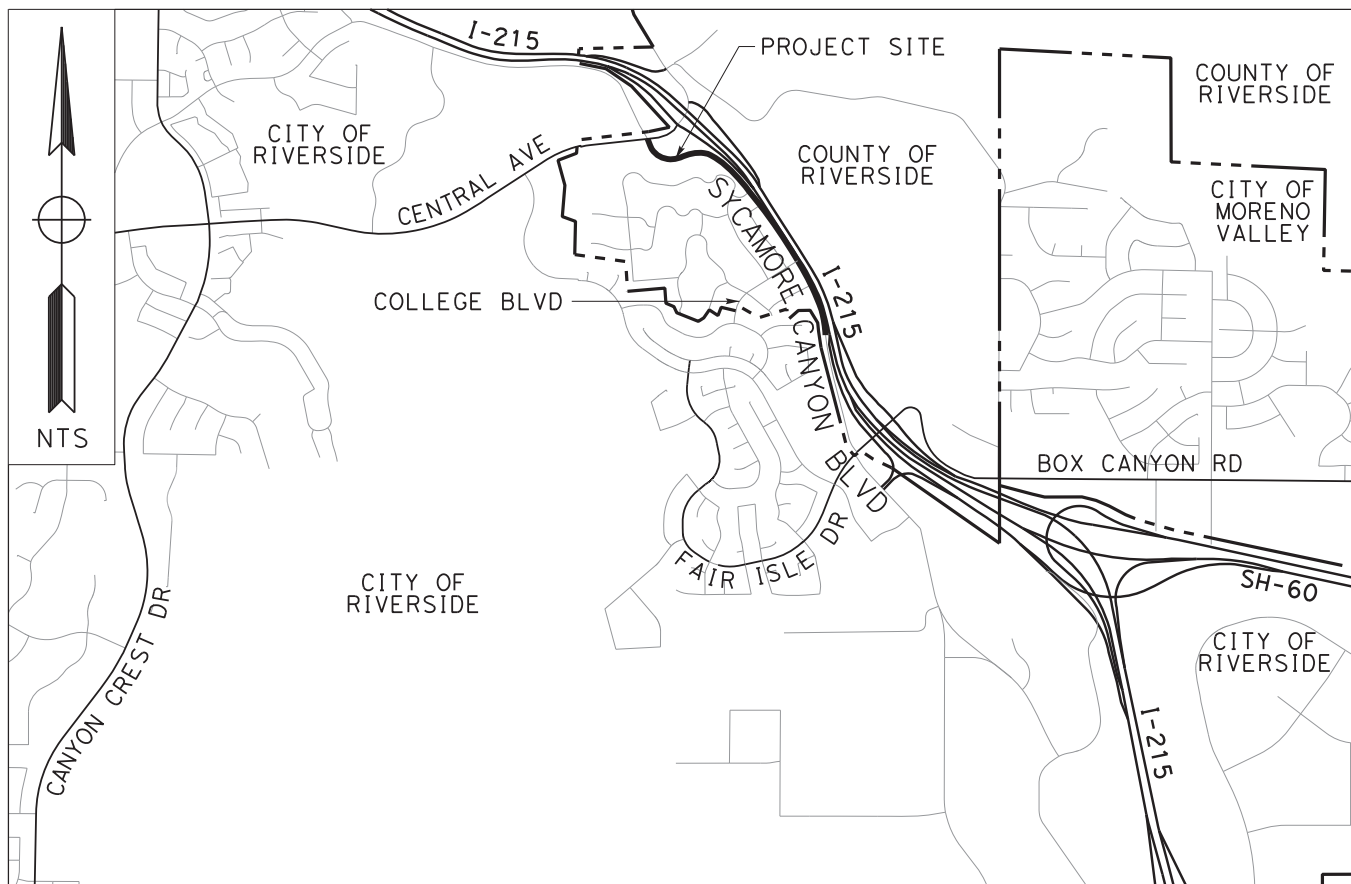 I-215
PROJECT SITE
COUNTY OF
RIVERSIDE
CITY OF
RIVERSIDE
CENTRAL AVE
COUNTY OF
RIVERSIDE
CITY OF
MORENO
VALLEY
SYCAMORE CANYON BLVD
I-215
COLLEGE BLVD
NTS
BOX CANYON RD
FAIR ISLE DR
CITY OF
RIVERSIDE
SH-60
CANYON CREST DR
CITY OF
RIVERSIDE
I-215